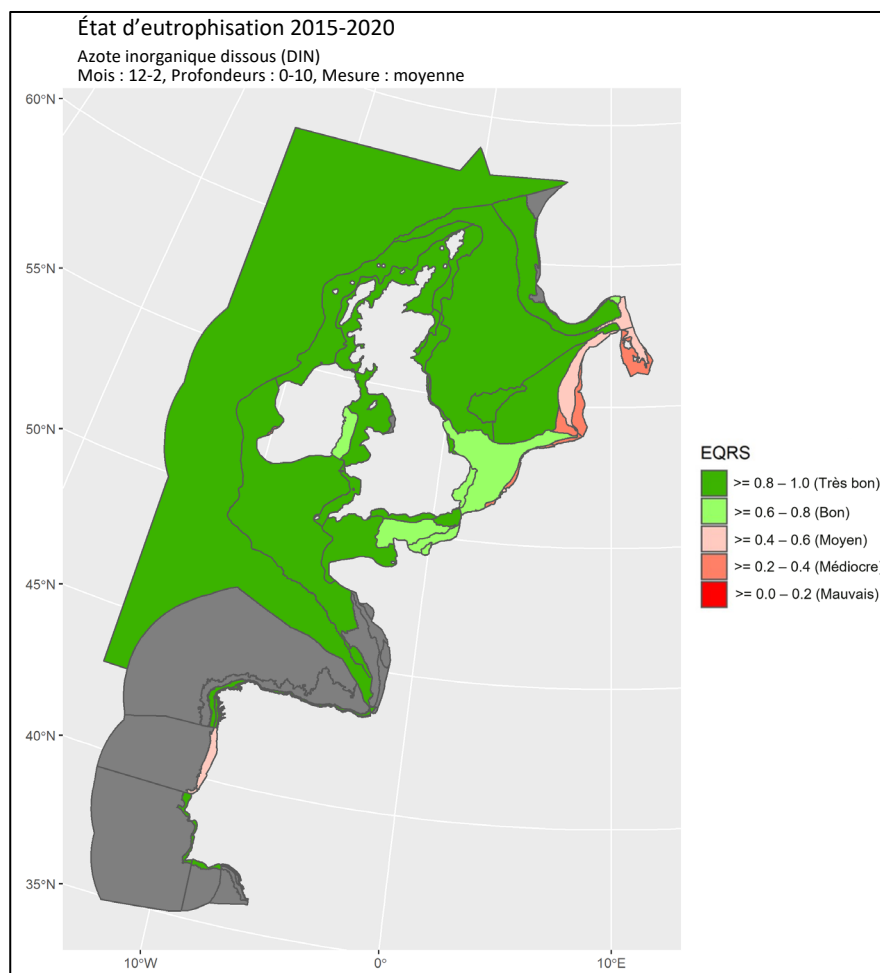 État d’eutrophisation 2015-2020
Azote inorganique dissous (DIN)
Mois : 12-2, Profondeurs : 0-10, Mesure : moyenne
60°N
55°N
50°N
45°N
40°N
35°N
10°W
0°
10°E
EQRS
>= 0.8 – 1.0 (Très bon)
>= 0.6 – 0.8 (Bon)
>= 0.4 – 0.6 (Moyen)
>= 0.2 – 0.4 (Médiocre)
>= 0.0 – 0.2 (Mauvais)